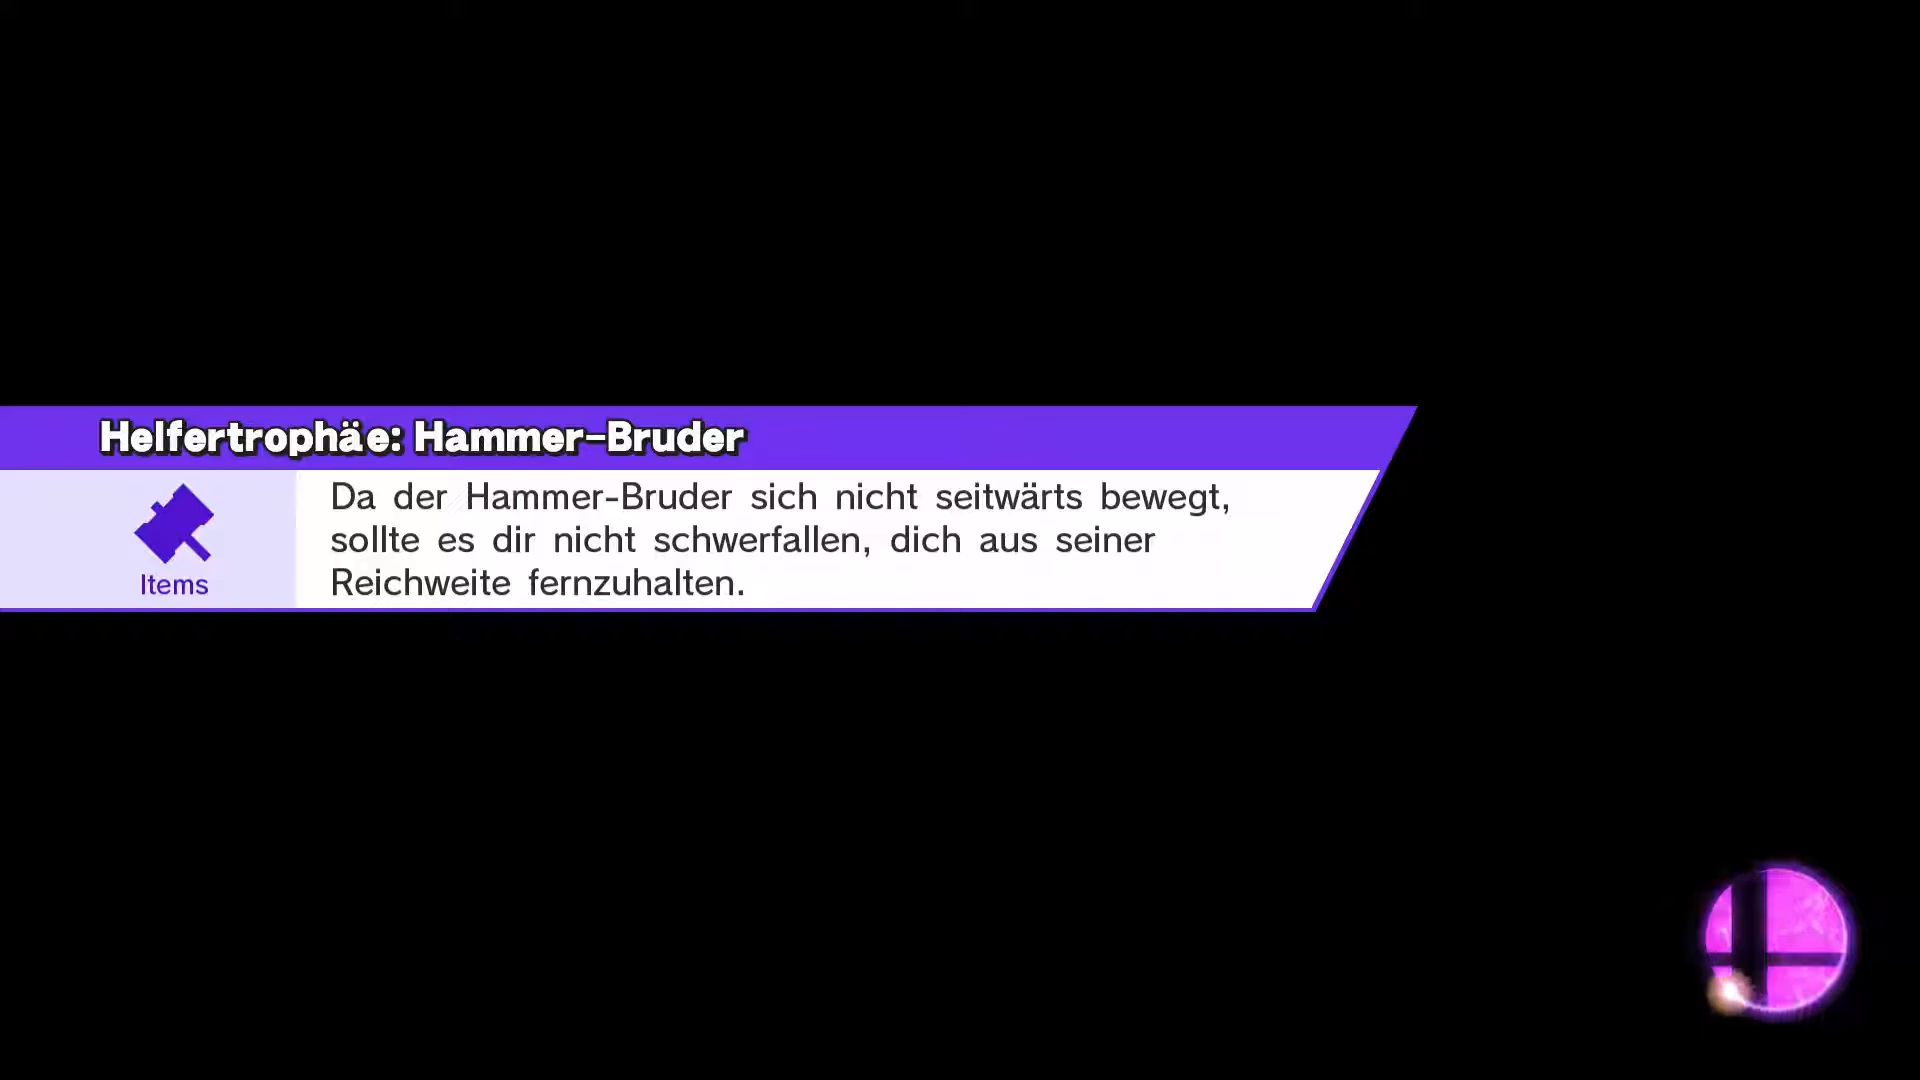 Helfertrophäe: Hammer-Bruder
Da der Hammer-Bruder sich nicht seitwärts bewegt,
sollte es dir nicht schwerfallen, dich aus seiner
Reichweite fernzuhalten.
Items